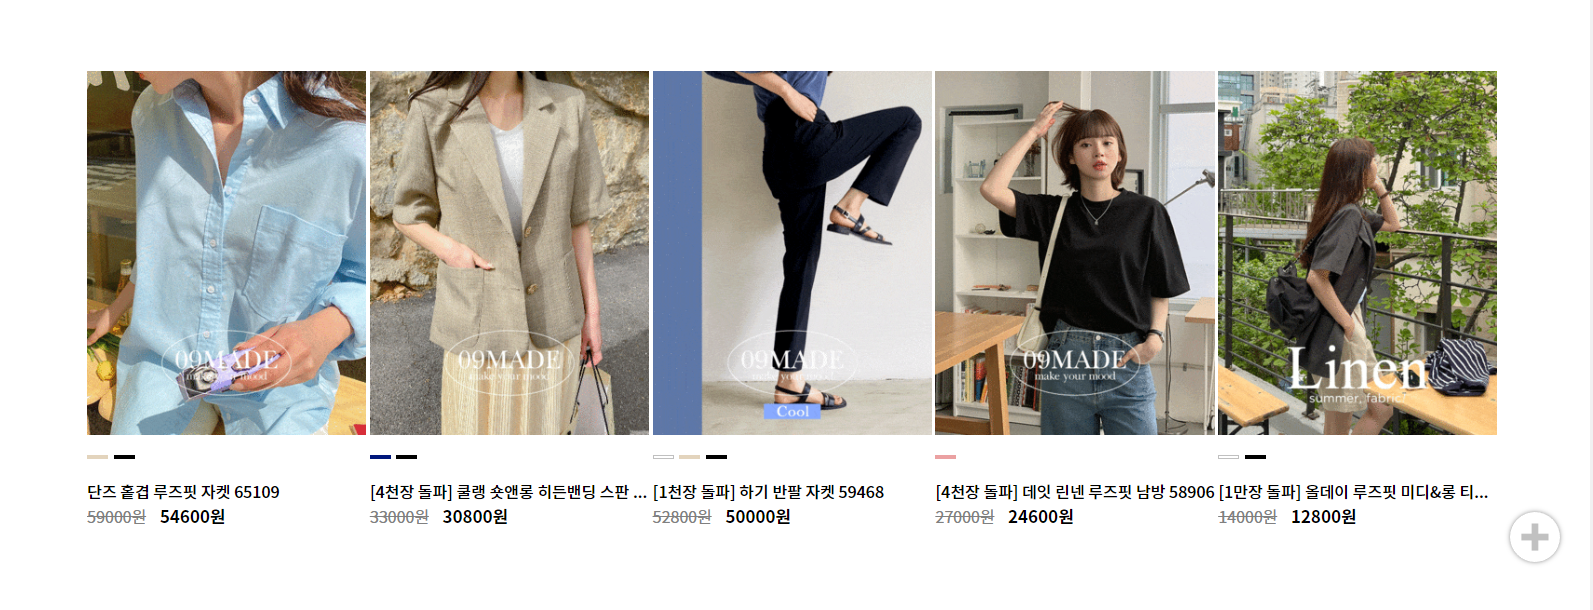 09MADE
make your mood
09MADE
make your mood
09MADE
make your mood
Cool
09MADE
make your mood
Linen
summer, fabric?
단즈 홑겹 루즈핏 자켓 65109
59000원 54600원
[4천장 돌파] 쿨랭 숏앤롱 히든밴딩 스판 ...
33000원 30800원
[1천장 돌파] 하기 반팔 자켓 59468
52800원 50000원
[4천장 돌파] 데잇 린넨 루즈핏 남방 58906
27000원 24600원
[1만장 돌파] 올데이 루즈핏 미디&롱 티...
14000원 12800원